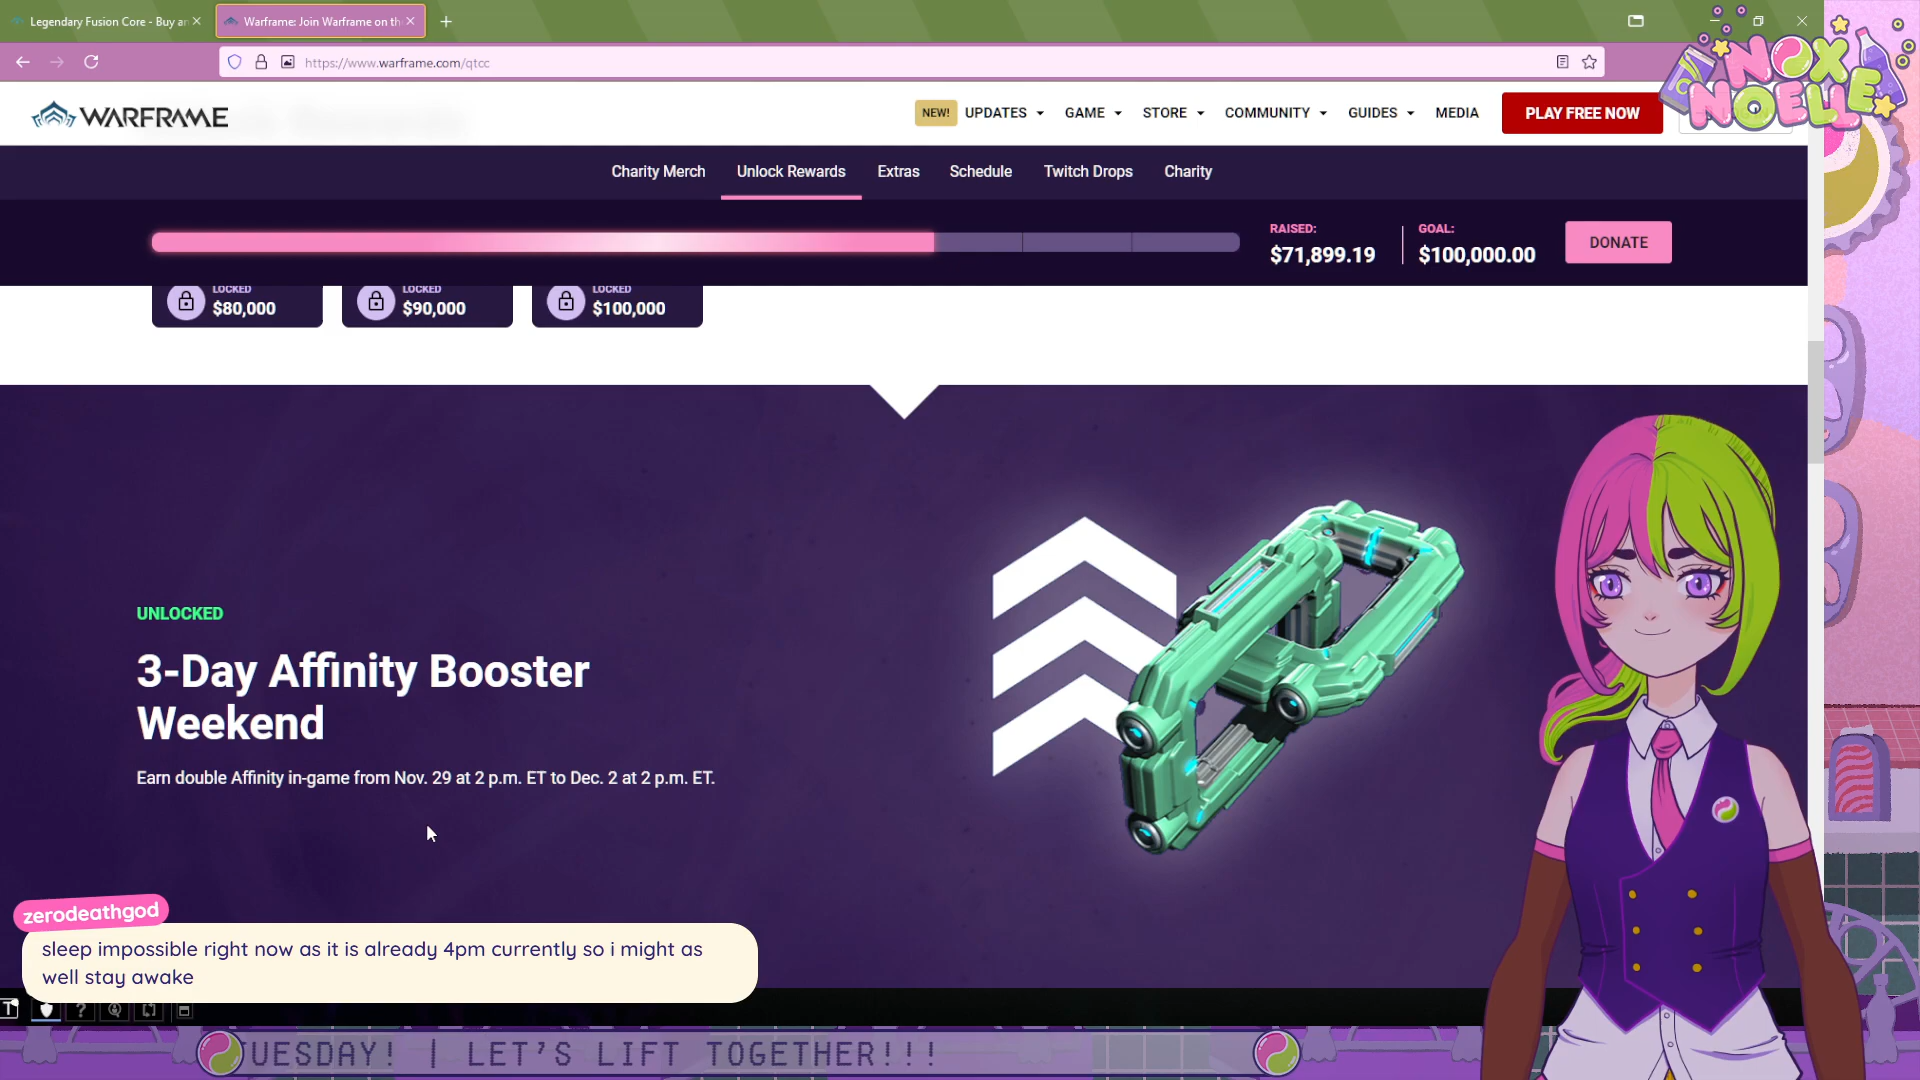 Legendary Fusion Core - Buy an
Warframe: Join Warframe on th
https://www.warframe.com/qtcc
NOX
NOELLE
WARFRAME
NEW! UPDATES GAME STORE COMMUNITY GUIDES MEDIA PLAY FREE NOW
Charity Merch Unlock Rewards Extras Schedule Twitch Drops Charity
RAISED: GOAL:
$71,899.19 $100,000.00 DONATE
LOCKED LOCKED LOCKED
$80,000 $90,000 $100,000
UNLOCKED
3-Day Affinity Booster
Weekend
Earn double Affinity in-game from Nov. 29 at 2 p.m. ET to Dec. 2 at 2 p.m. ET.
zerodeathgod
sleep impossible right now as it is already 4pm currently so i might as
well stay awake
UESDAY! | LET'S LIFT TOGETHER!!!